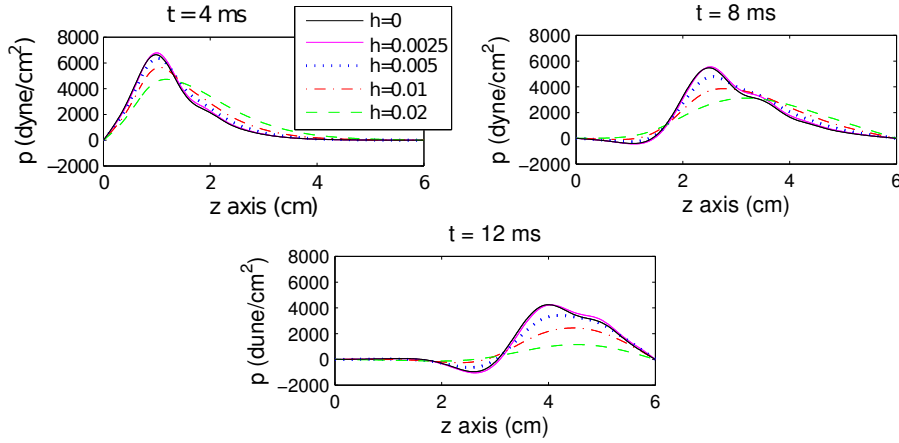 t = 4 ms
p (dyne/cm²)
8000
6000
4000
2000
0
−2000
0 2 4 6
z axis (cm)
h=0
h=0.0025
h=0.005
h=0.01
h=0.02
t = 8 ms
p (dyne/cm²)
8000
6000
4000
2000
0
−2000
0 2 4 6
z axis (cm)
t = 12 ms
p (dune/cm²)
8000
6000
4000
2000
0
−2000
0 2 4 6
z axis (cm)